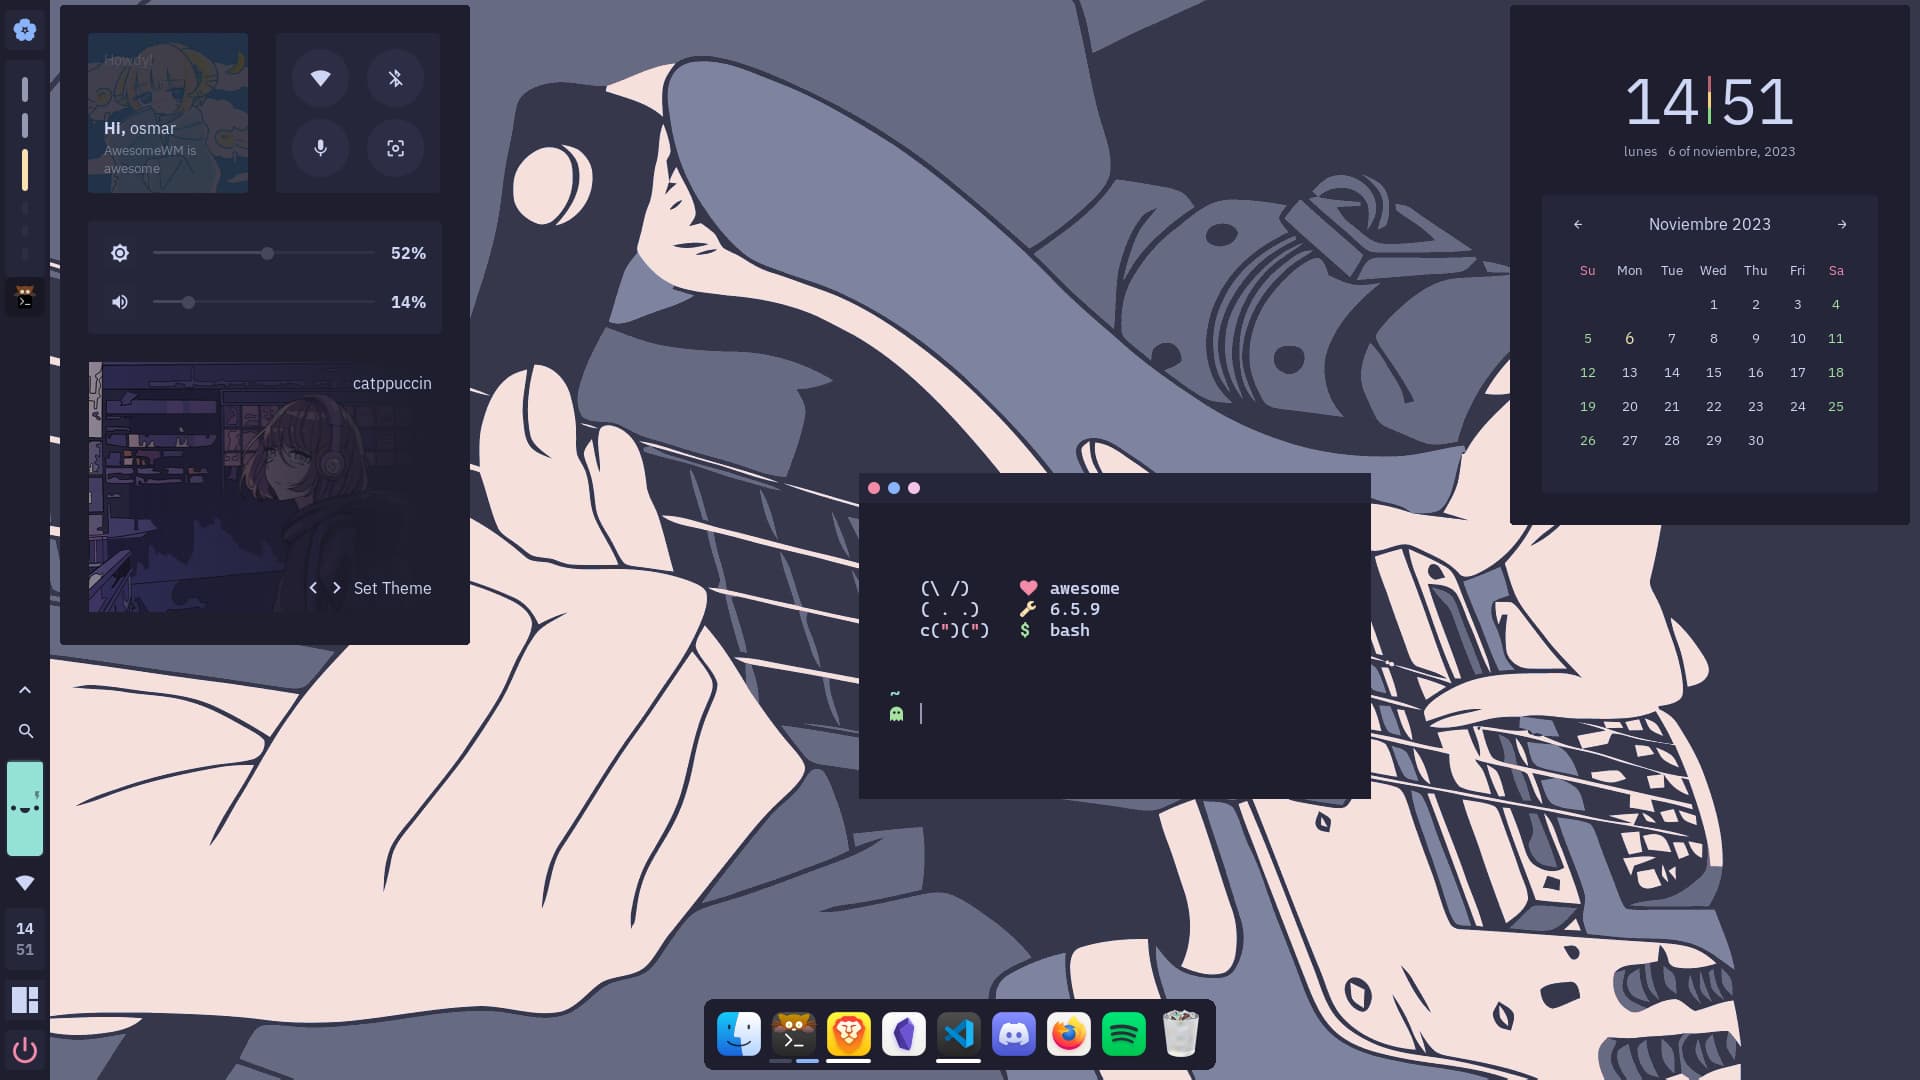 Howdy!
Hi, osmar
AwesomeWM is
awesome
52%
14%
catppuccin
Set Theme
14
51
14 51
lunes 6 of noviembre, 2023
Noviembre 2023
Su Mon Tue Wed Thu Fri Sa
1 2 3 4
5 6 7 8 9 10 11
12 13 14 15 16 17 18
19 20 21 22 23 24 25
26 27 28 29 30
(\ /) awesome
( . .) 6.5.9
c(")(") $ bash
~